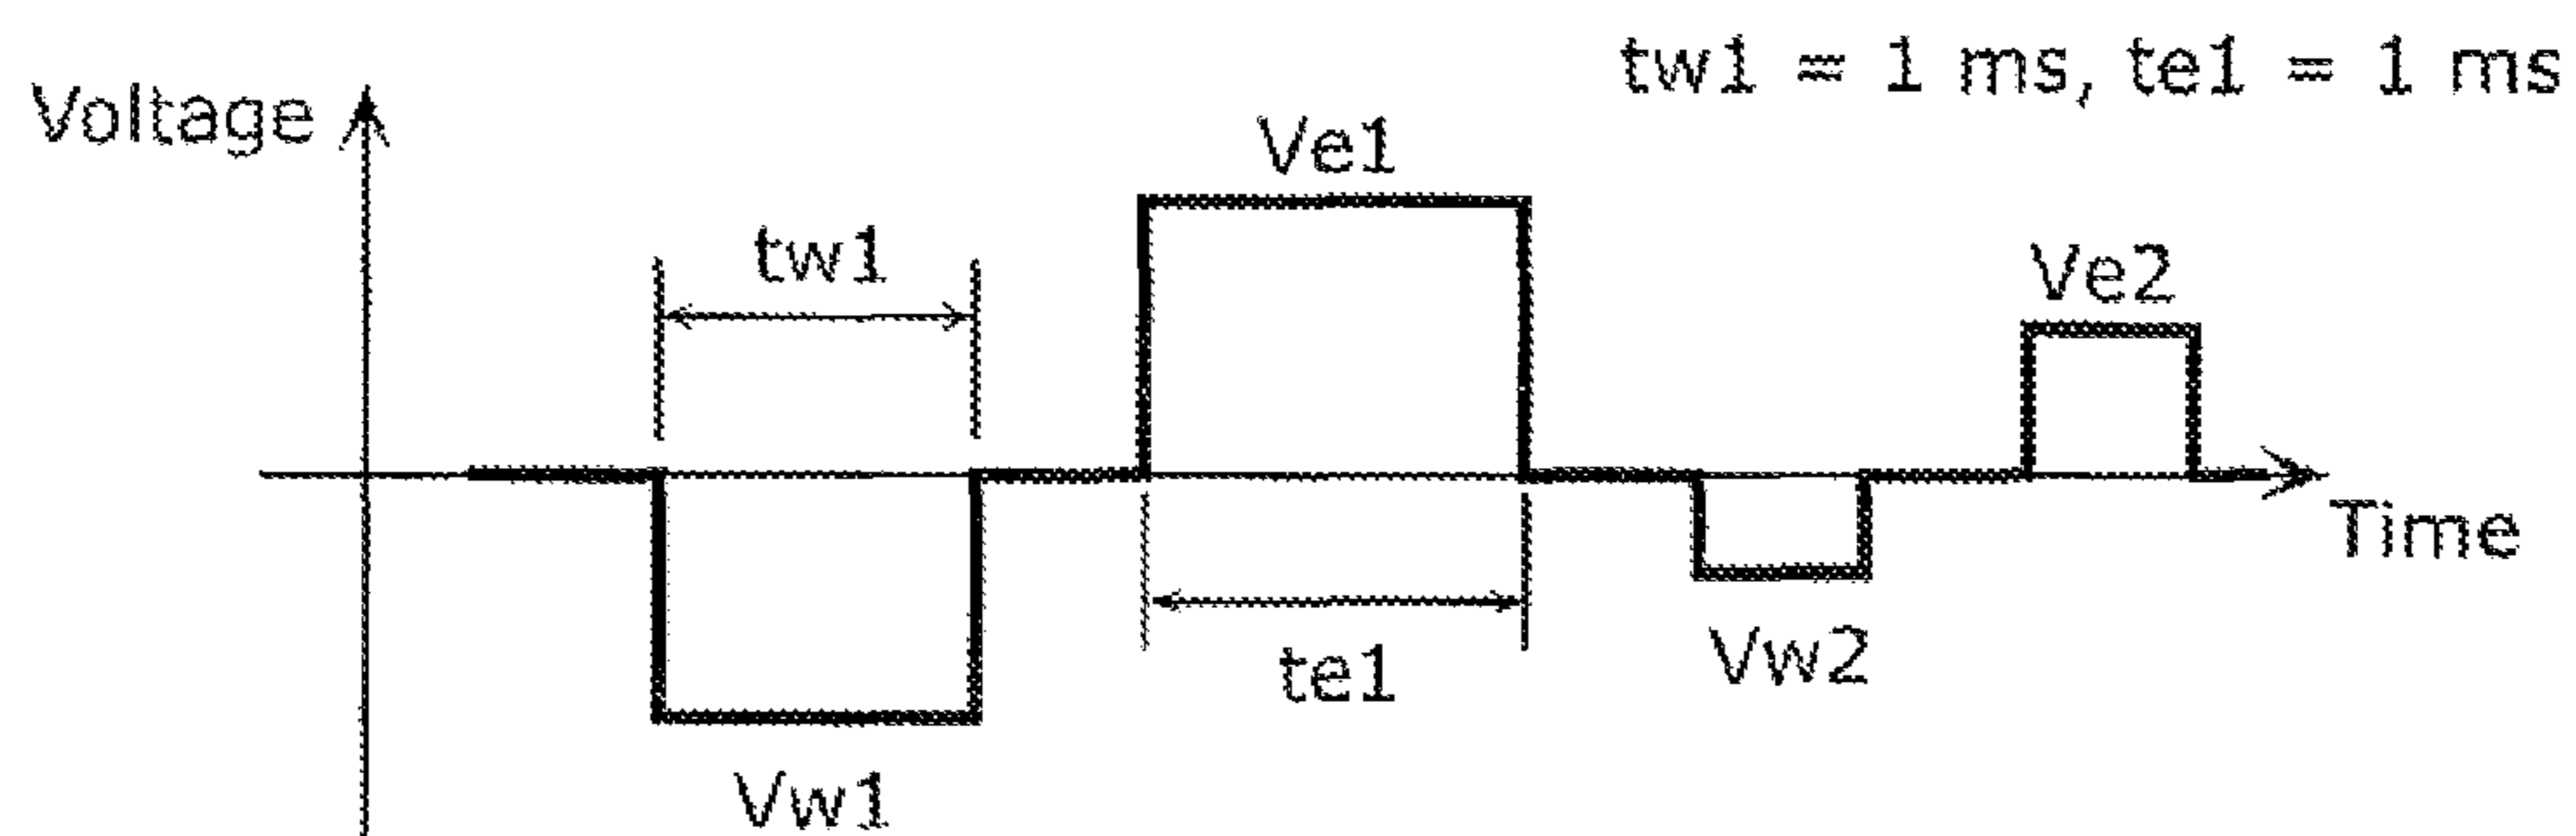 tw1 = 1 ms, te1 = 1 ms
Voltage
Ve1
tw1
Ve2
Time
te1
Vw2
Vw1